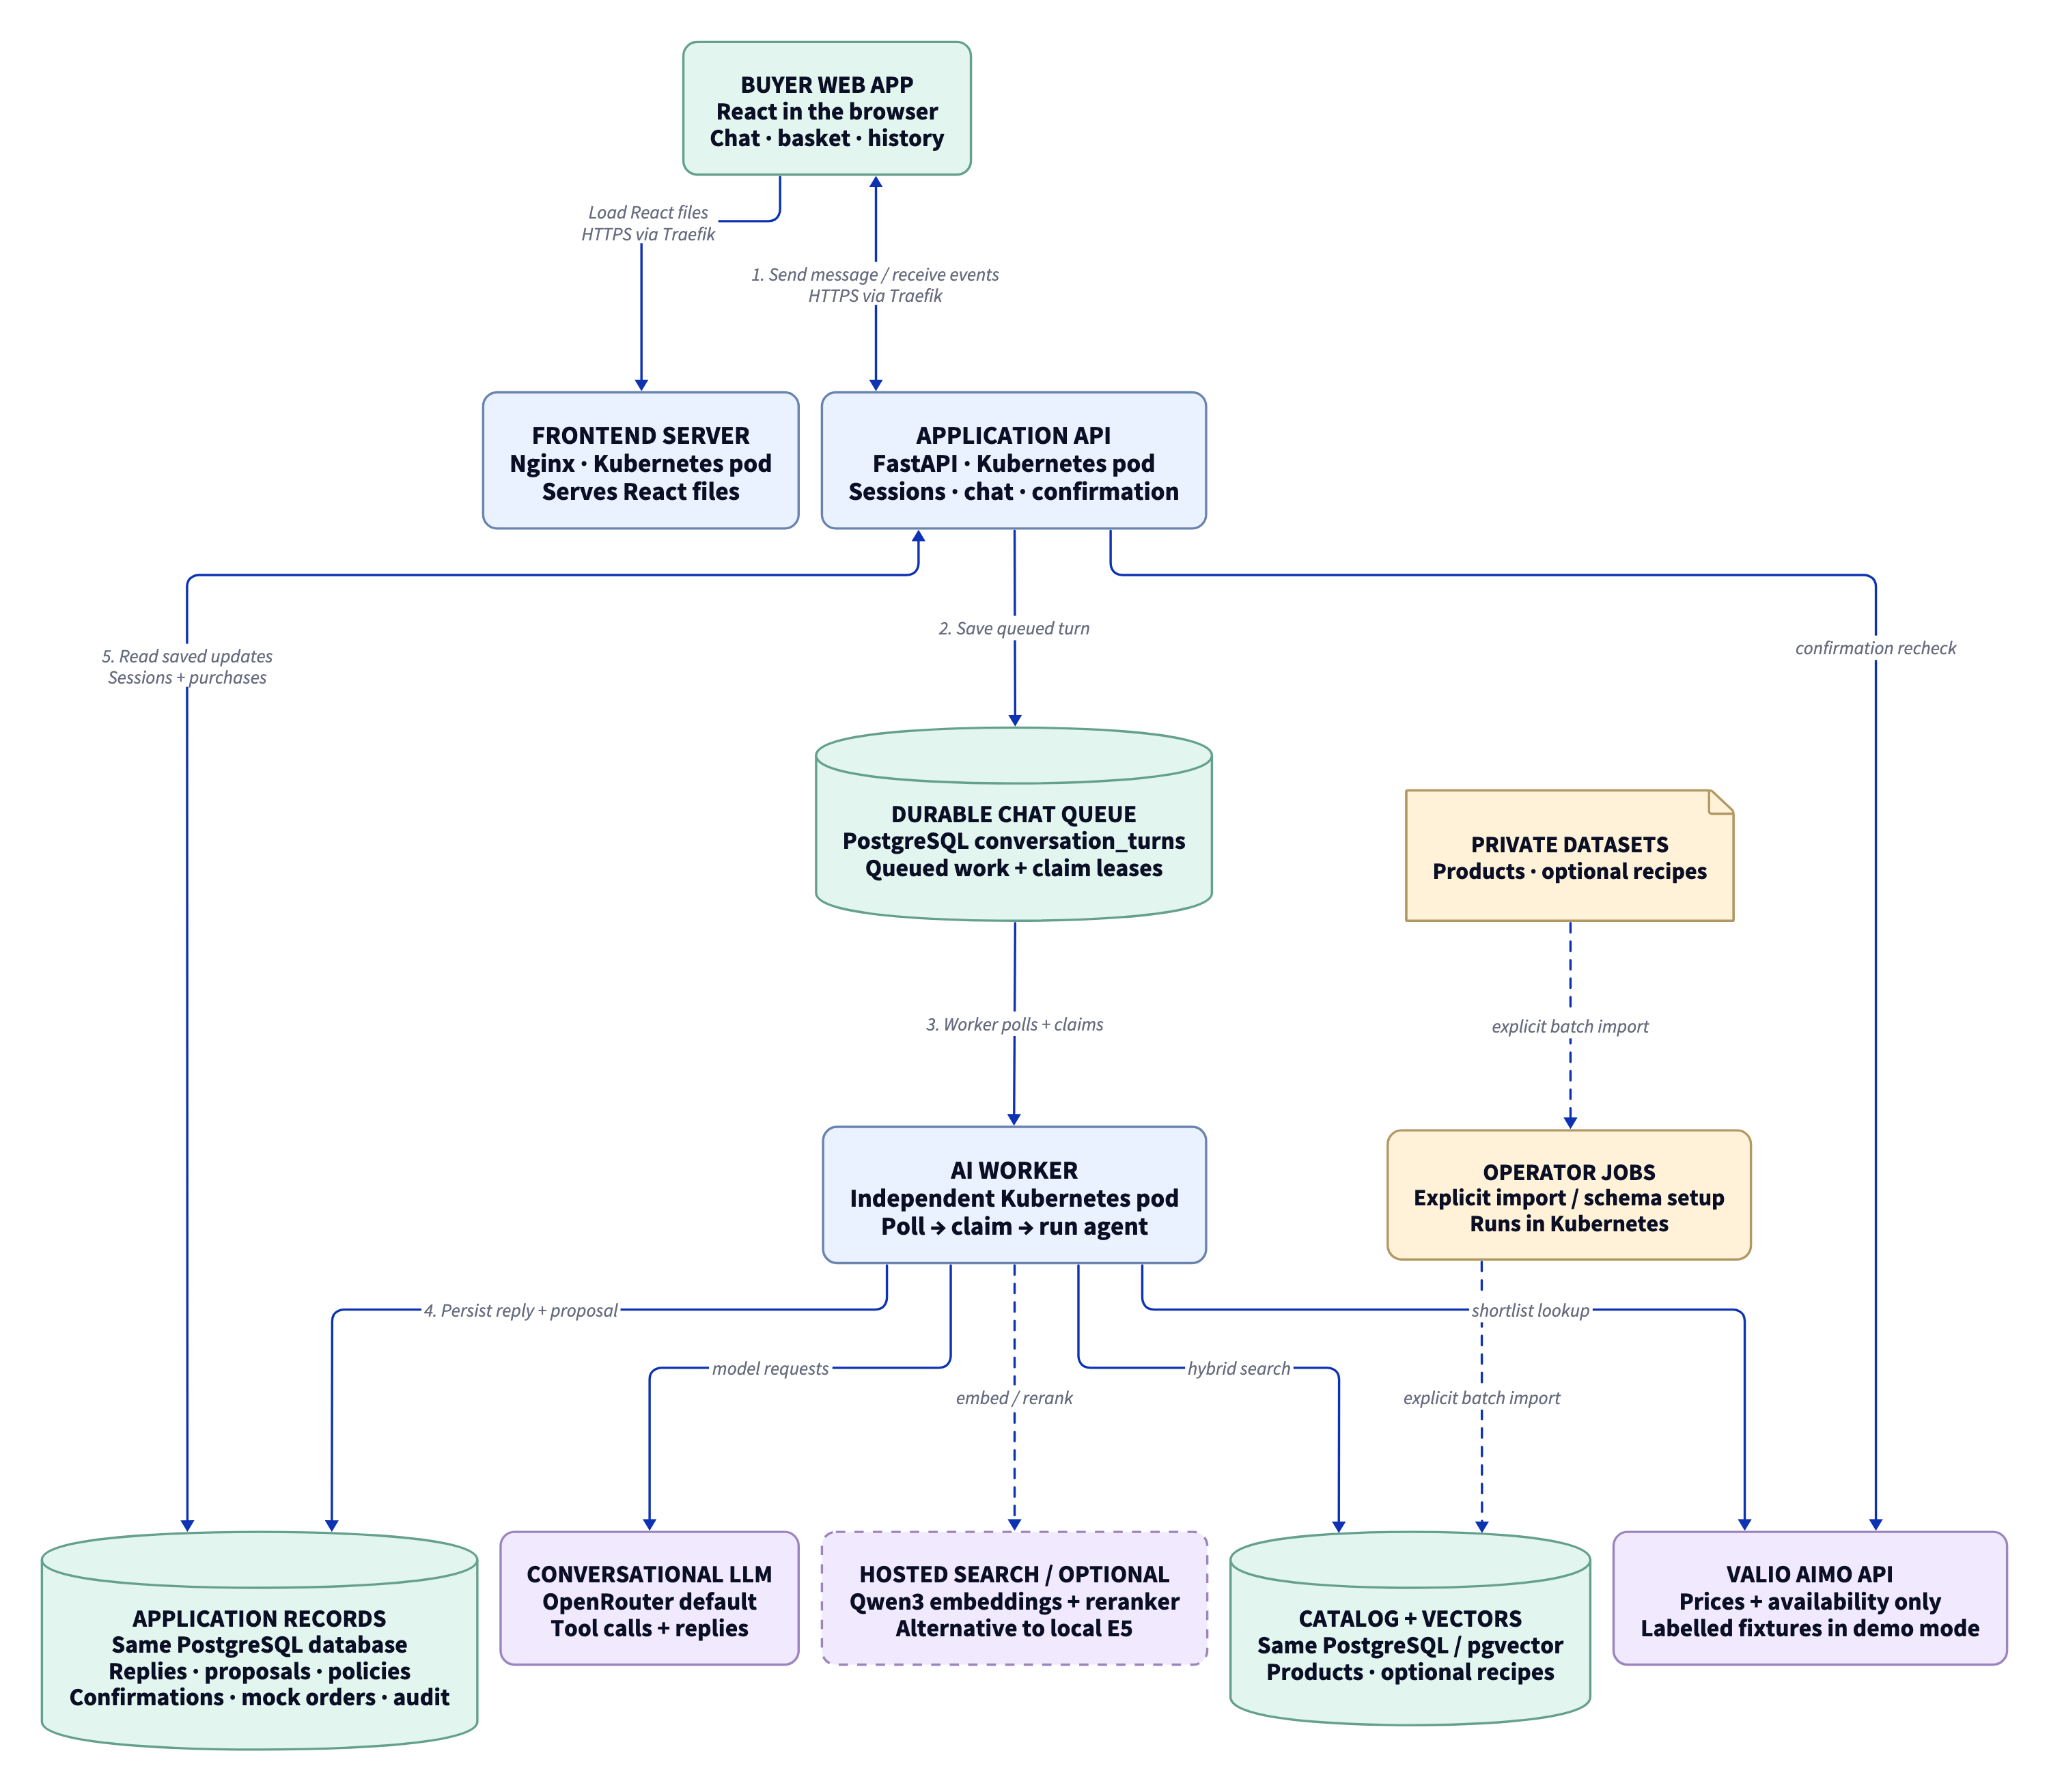 BUYER WEB APP
React in the browser
Chat · basket · history
Load React files
HTTPS via Traefik
1. Send message / receive events
HTTPS via Traefik
FRONTEND SERVER
Nginx · Kubernetes pod
Serves React files
APPLICATION API
FastAPI · Kubernetes pod
Sessions · chat · confirmation
5. Read saved updates
Sessions + purchases
2. Save queued turn
confirmation recheck
DURABLE CHAT QUEUE
PostgreSQL conversation_turns
Queued work + claim leases
PRIVATE DATASETS
Products · optional recipes
3. Worker polls + claims
explicit batch import
AI WORKER
Independent Kubernetes pod
Poll → claim → run agent
OPERATOR JOBS
Explicit import / schema setup
Runs in Kubernetes
4. Persist reply + proposal
shortlist lookup
model requests
hybrid search
embed / rerank
explicit batch import
APPLICATION RECORDS
Same PostgreSQL database
Replies · proposals · policies
Confirmations · mock orders · audit
CONVERSATIONAL LLM
OpenRouter default
Tool calls + replies
HOSTED SEARCH / OPTIONAL
Qwen3 embeddings + reranker
Alternative to local E5
CATALOG + VECTORS
Same PostgreSQL / pgvector
Products · optional recipes
VALIO AIMO API
Prices + availability only
Labelled fixtures in demo mode